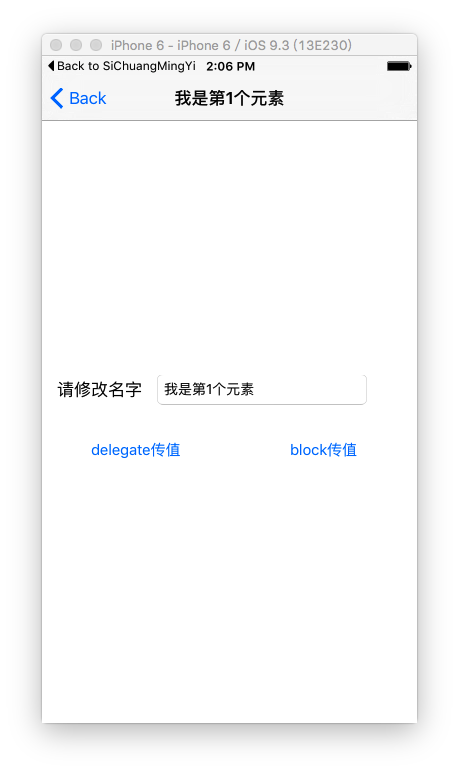 iPhone 6 - iPhone 6 / iOS 9.3 (13E230)
Back to SiChuangMingYi 2:06 PM
Back 我是第1个元素
请修改名字 我是第1个元素
delegate传值 block传值